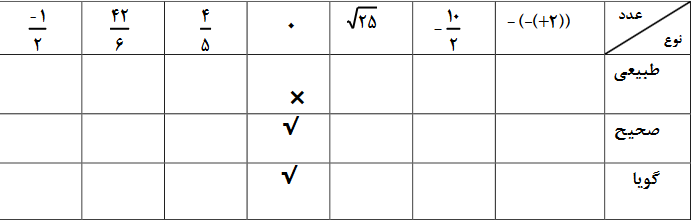 عدد
نوع
- (-(+۲))
- ۱۰/۲
√۲۵
۰
۴/۵
۴۲/۶
-۱/۲
طبیعی ×
صحیح √
گویا √